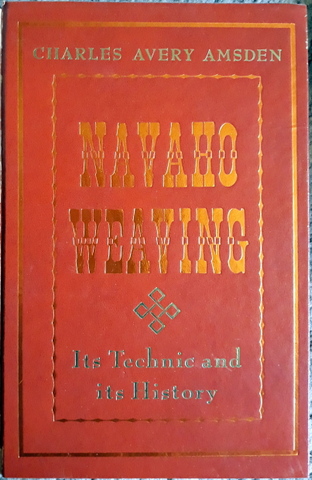 CHARLES AVERY AMSDEN
NAVAHO
WEAVING
Its Technic and
its History